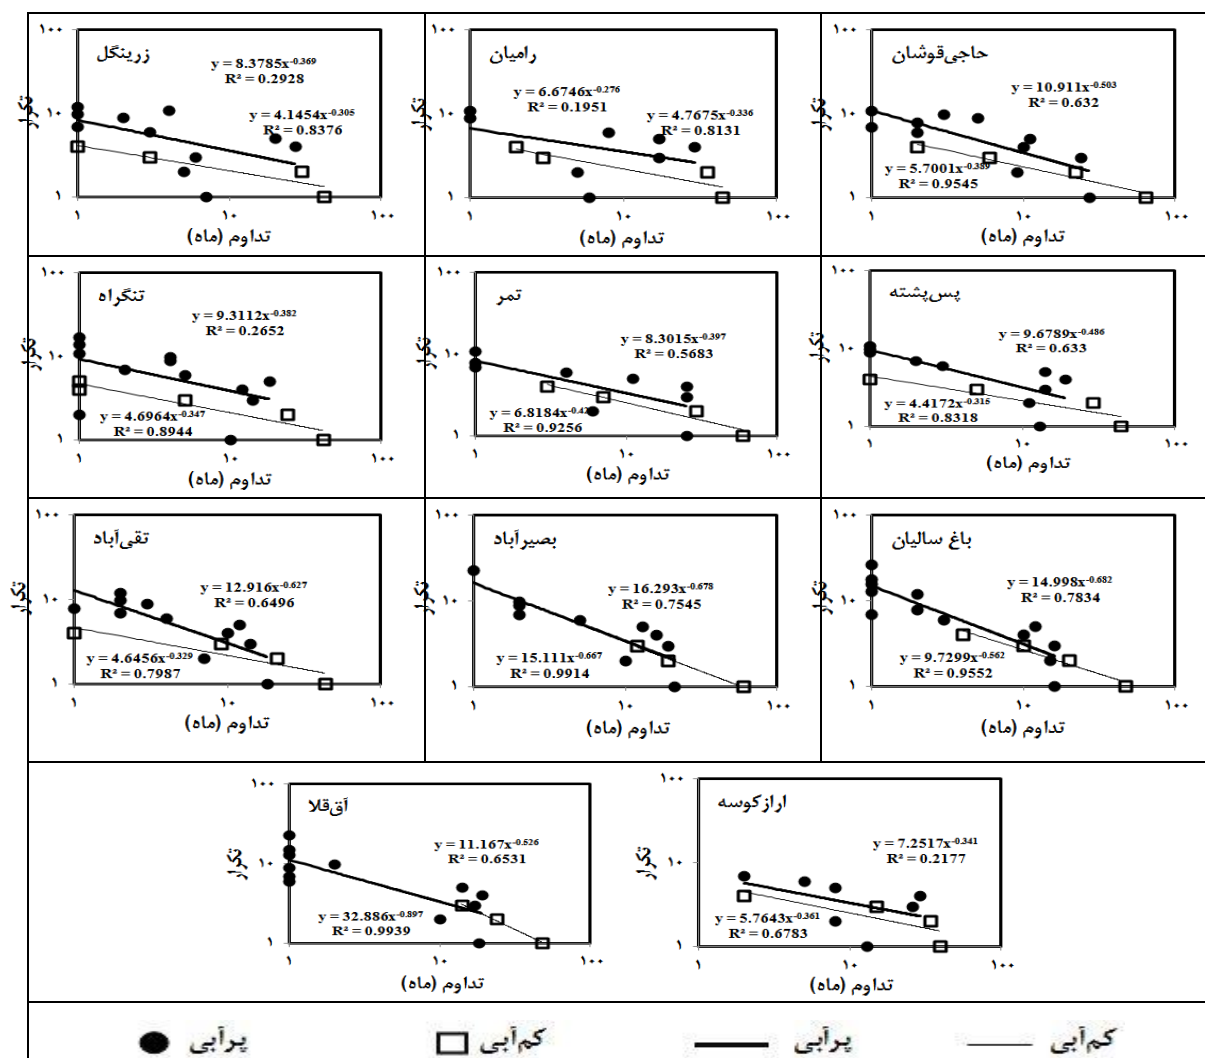 حاجی‌قوشان
۱۰۰
y = 10.911x^-0.503
R² = 0.632
تکرار
۱۰
y = 5.7001x^-0.389
R² = 0.9545
۱
۱ ۱۰ ۱۰۰
تداوم (ماه)
رامیان
۱۰۰
y = 6.6746x^-0.276
R² = 0.1951
تکرار
۱۰
y = 4.7675x^-0.336
R² = 0.8131
۱
۱ ۱۰ ۱۰۰
تداوم (ماه)
زرینگل
۱۰۰
y = 8.3785x^-0.369
R² = 0.2928
تکرار
۱۰
y = 4.1454x^-0.305
R² = 0.8376
۱
۱ ۱۰ ۱۰۰
تداوم (ماه)
پس‌پشته
۱۰۰
y = 9.6789x^-0.486
R² = 0.633
تکرار
۱۰
y = 4.4172x^-0.315
R² = 0.8318
۱
۱ ۱۰ ۱۰۰
تداوم (ماه)
تمر
۱۰۰
y = 8.3015x^-0.397
R² = 0.5683
تکرار
۱۰
y = 6.8184x^-0.42
R² = 0.9256
۱
۱ ۱۰ ۱۰۰
تداوم (ماه)
تنگراه
۱۰۰
y = 9.3112x^-0.382
R² = 0.2652
تکرار
۱۰
y = 4.6964x^-0.347
R² = 0.8944
۱
۱ ۱۰ ۱۰۰
تداوم (ماه)
باغ سالیان
۱۰۰
y = 14.998x^-0.682
R² = 0.7834
تکرار
۱۰
y = 9.7299x^-0.562
R² = 0.9552
۱
۱ ۱۰ ۱۰۰
تداوم (ماه)
بصیرآباد
۱۰۰
y = 16.293x^-0.678
R² = 0.7545
تکرار
۱۰
y = 15.111x^-0.667
R² = 0.9914
۱
۱ ۱۰ ۱۰۰
تداوم (ماه)
تقی‌آباد
۱۰۰
y = 12.916x^-0.627
R² = 0.6496
تکرار
۱۰
y = 4.6456x^-0.329
R² = 0.7987
۱
۱ ۱۰ ۱۰۰
تداوم (ماه)
ارازکوسه
۱۰۰
y = 7.2517x^-0.341
R² = 0.2177
تکرار
۱۰
y = 5.7643x^-0.361
R² = 0.6783
۱
۱ ۱۰ ۱۰۰
تداوم (ماه)
آق‌قلا
۱۰۰
y = 11.167x^-0.526
R² = 0.6531
تکرار
۱۰
y = 32.886x^-0.897
R² = 0.9939
۱
۱ ۱۰ ۱۰۰
تداوم (ماه)
کم‌آبی پرآبی کم‌آبی پرآبی